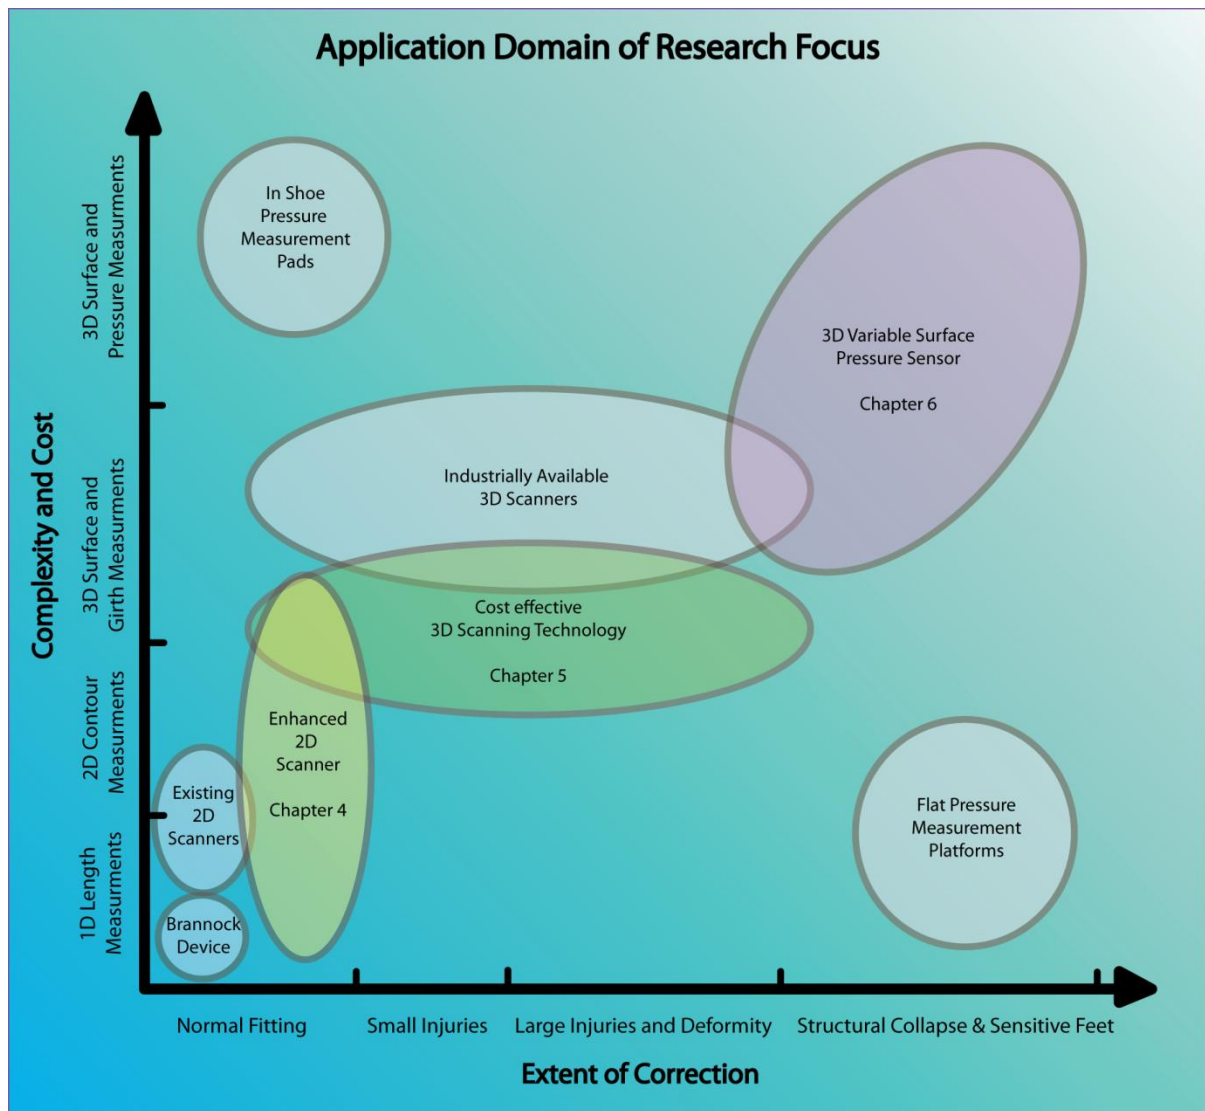 Application Domain of Research Focus
Complexity and Cost
3D Surface and
Pressure Measurments
3D Surface and
Girth Measurments
2D Contour
Measurments
1D Length
Measurments
In Shoe
Pressure
Measurement
Pads
3D Variable Surface
Pressure Sensor
Chapter 6
Industrially Available
3D Scanners
Cost effective
3D Scanning Technology
Chapter 5
Enhanced
2D
Scanner
Chapter 4
Existing
2D
Scanners
Brannock
Device
Flat Pressure
Measurement
Platforms
Normal Fitting
Small Injuries
Large Injuries and Deformity
Structural Collapse & Sensitive Feet
Extent of Correction